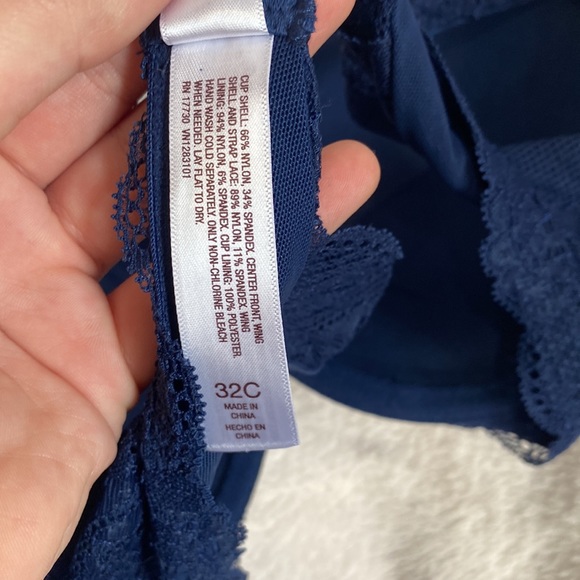 CUP SHELL: 66% NYLON, 34% SPANDEX. CENTER FRONT, WING
SHELL AND STRAP LACE: 89% NYLON, 11% SPANDEX. WING
LINING: 94% NYLON, 6% SPANDEX. CUP LINING: 100% POLYESTER
HAND WASH COLD SEPARATELY. ONLY NON-CHLORINE BLEACH
WHEN NEEDED. LAY FLAT TO DRY.
RN 17730 VN1283101
32C
MADE IN
CHINA
HECHO EN
CHINA